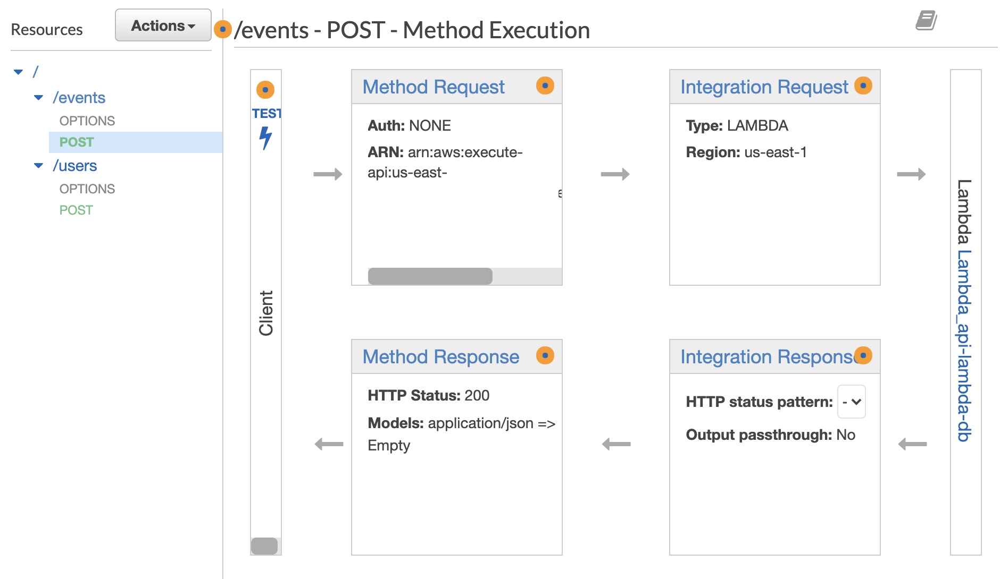 Resources
Actions
/events - POST - Method Execution
/
/events
OPTIONS
POST
/users
OPTIONS
POST
TEST
Client
Method Request
Auth: NONE
ARN: arn:aws:execute-
api:us-east-
Integration Request
Type: LAMBDA
Region: us-east-1
Lambda Lambda_api-lambda-db
Method Response
HTTP Status: 200
Models: application/json =>
Empty
Integration Response
HTTP status pattern: -
Output passthrough: No